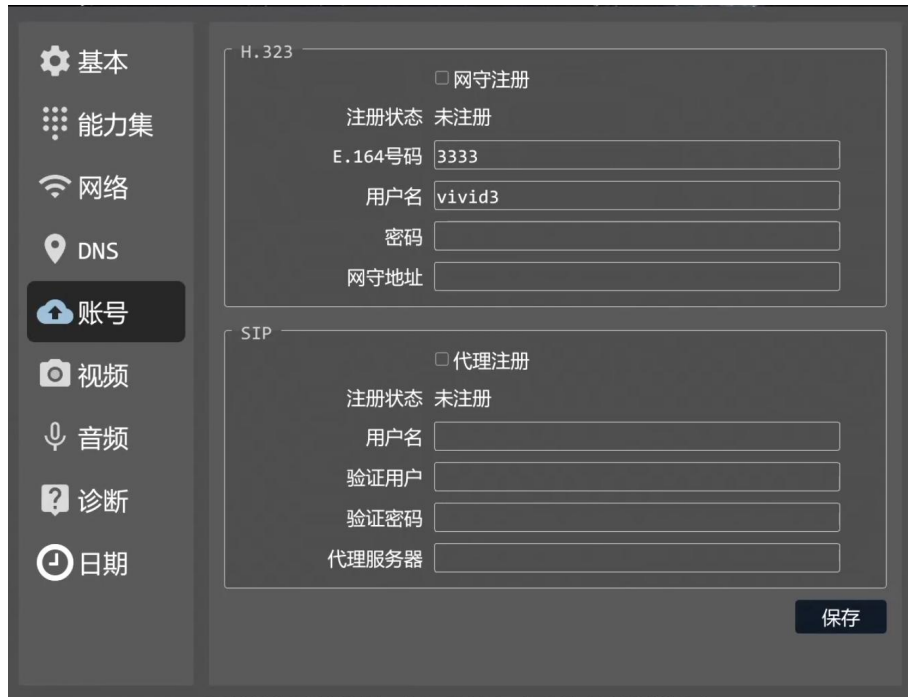 基本
能力集
网络
DNS
账号
视频
音频
诊断
日期
H.323
网守注册
注册状态 未注册
E.164号码 3333
用户名 vivid3
密码
网守地址
SIP
代理注册
注册状态 未注册
用户名
验证用户
验证密码
代理服务器
保存